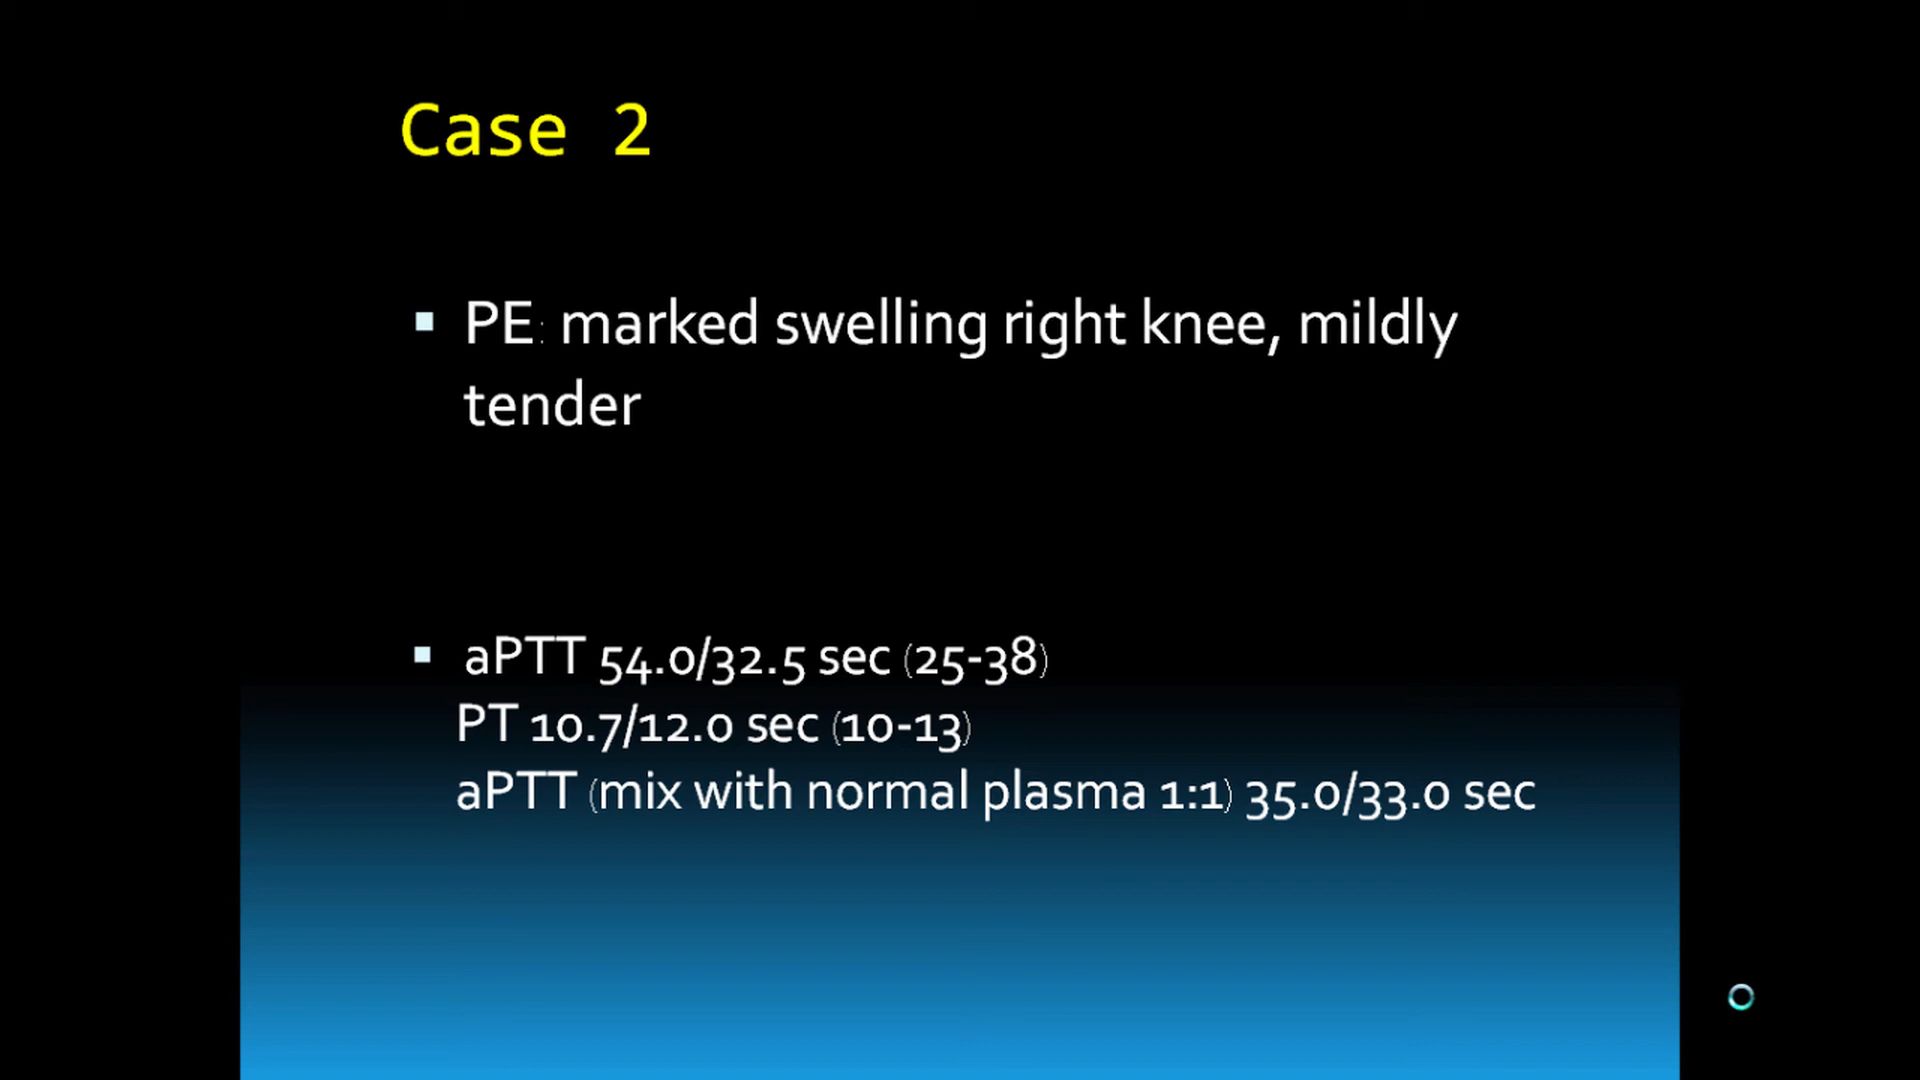 Case 2
▪ PE: marked swelling right knee, mildly
tender
▪ aPTT 54.0/32.5 sec (25-38)
PT 10.7/12.0 sec (10-13)
aPTT (mix with normal plasma 1:1) 35.0/33.0 sec